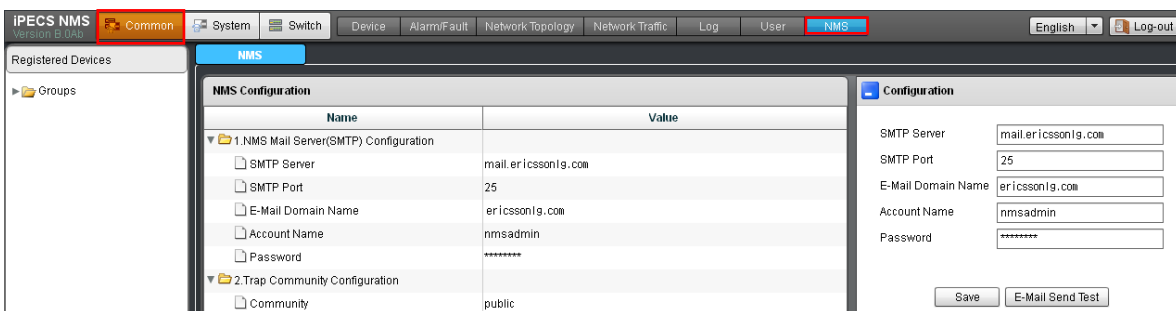 iPECS NMS
Version B.0Ab
Common
System
Switch
Device
Alarm/Fault
Network Topology
Network Traffic
Log
User
NMS
English
Log-out
Registered Devices
Groups
NMS
NMS Configuration
Name Value
1.NMS Mail Server(SMTP) Configuration
SMTP Server mail.ericssonlg.com
SMTP Port 25
E-Mail Domain Name ericssonlg.com
Account Name nmsadmin
Password ********
2.Trap Community Configuration
Community public
Configuration
SMTP Server mail.ericssonlg.com
SMTP Port 25
E-Mail Domain Name ericssonlg.com
Account Name nmsadmin
Password ********
Save E-Mail Send Test